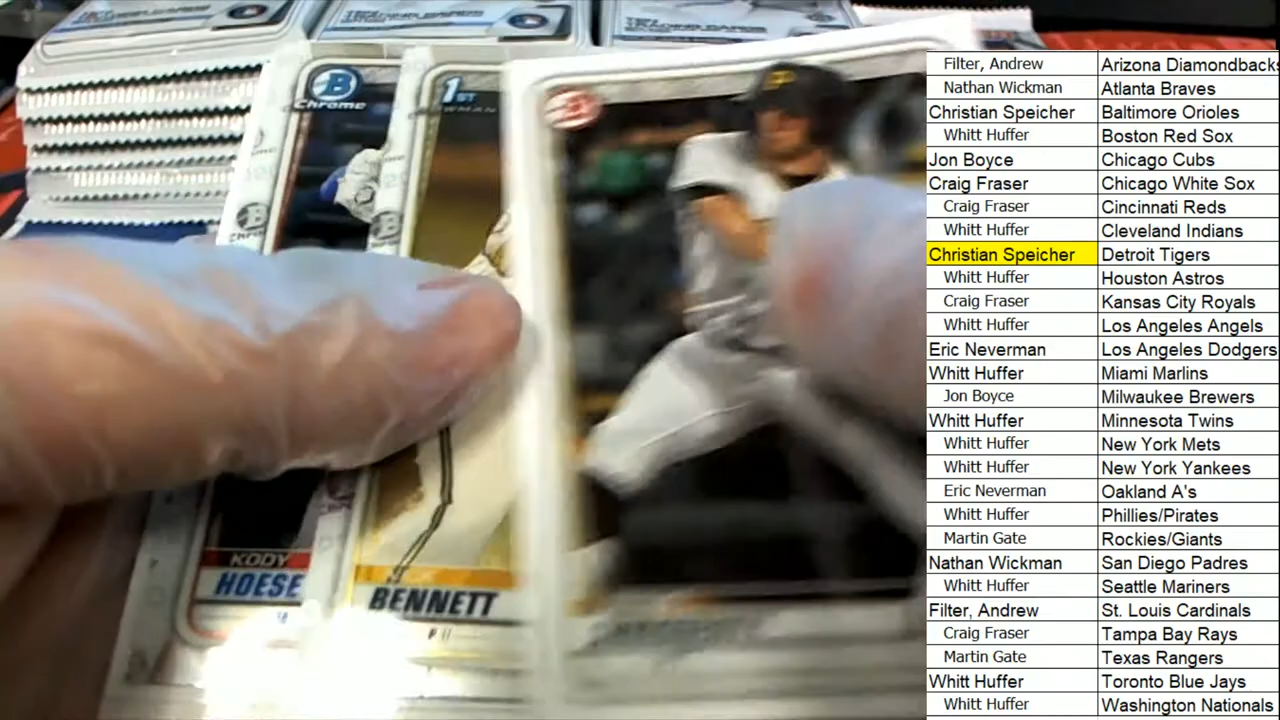 B
Chrome
1ST
BOWMAN
KODY
HOESE
BENNETT
Filter, Andrew Arizona Diamondbacks
Nathan Wickman Atlanta Braves
Christian Speicher Baltimore Orioles
Whitt Huffer Boston Red Sox
Jon Boyce Chicago Cubs
Craig Fraser Chicago White Sox
Craig Fraser Cincinnati Reds
Whitt Huffer Cleveland Indians
Christian Speicher Detroit Tigers
Whitt Huffer Houston Astros
Craig Fraser Kansas City Royals
Whitt Huffer Los Angeles Angels
Eric Neverman Los Angeles Dodgers
Whitt Huffer Miami Marlins
Jon Boyce Milwaukee Brewers
Whitt Huffer Minnesota Twins
Whitt Huffer New York Mets
Whitt Huffer New York Yankees
Eric Neverman Oakland A's
Whitt Huffer Phillies/Pirates
Martin Gate Rockies/Giants
Nathan Wickman San Diego Padres
Whitt Huffer Seattle Mariners
Filter, Andrew St. Louis Cardinals
Craig Fraser Tampa Bay Rays
Martin Gate Texas Rangers
Whitt Huffer Toronto Blue Jays
Whitt Huffer Washington Nationals